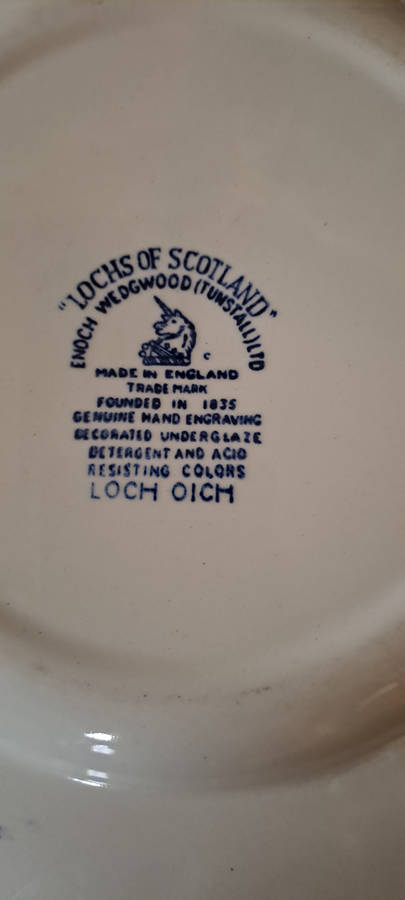 "LOCHS OF SCOTLAND"
ENOCH WEDGWOOD (TUNSTALL) LTD
C
MADE IN ENGLAND
TRADE MARK
FOUNDED IN 1835
GENUINE HAND ENGRAVING
DECORATED UNDERGLAZE
DETERGENT AND ACID
RESISTING COLORS
LOCH OICH